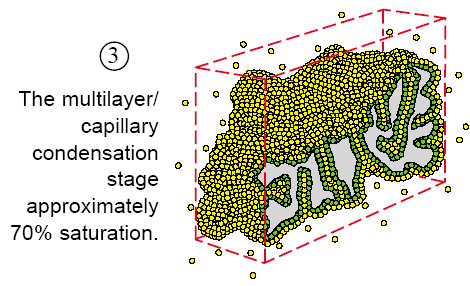 3
The multilayer/
capillary
condensation
stage
approximately
70% saturation.